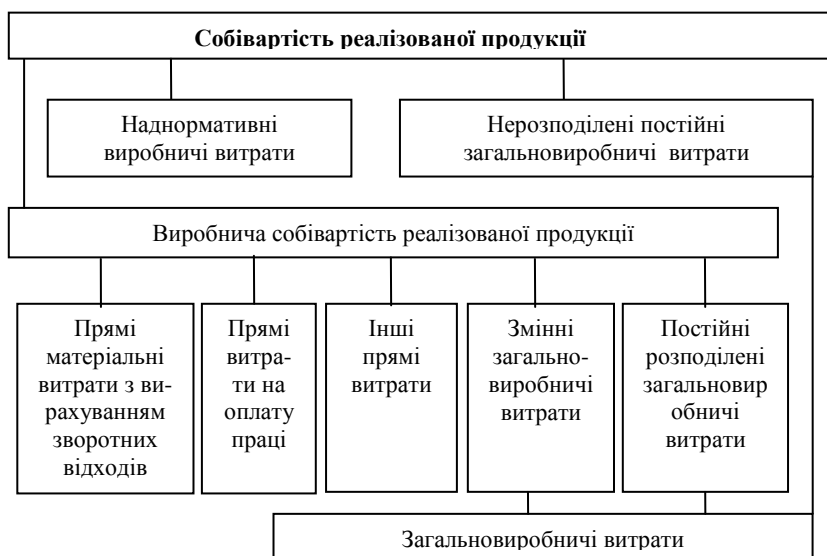 Собівартість реалізованої продукції
Наднормативні
виробничі витрати
Нерозподілені постійні
загальновиробничі витрати
Виробнича собівартість реалізованої продукції
Прямі
матеріальні
витрати з ви-
рахуванням
зворотних
відходів
Прямі
витра-
ти на
оплату
праці
Інші
прямі
витрати
Змінні
загально-
виробничі
витрати
Постійні
розподілені
загальновир
обничі
витрати
Загальновиробничі витрати